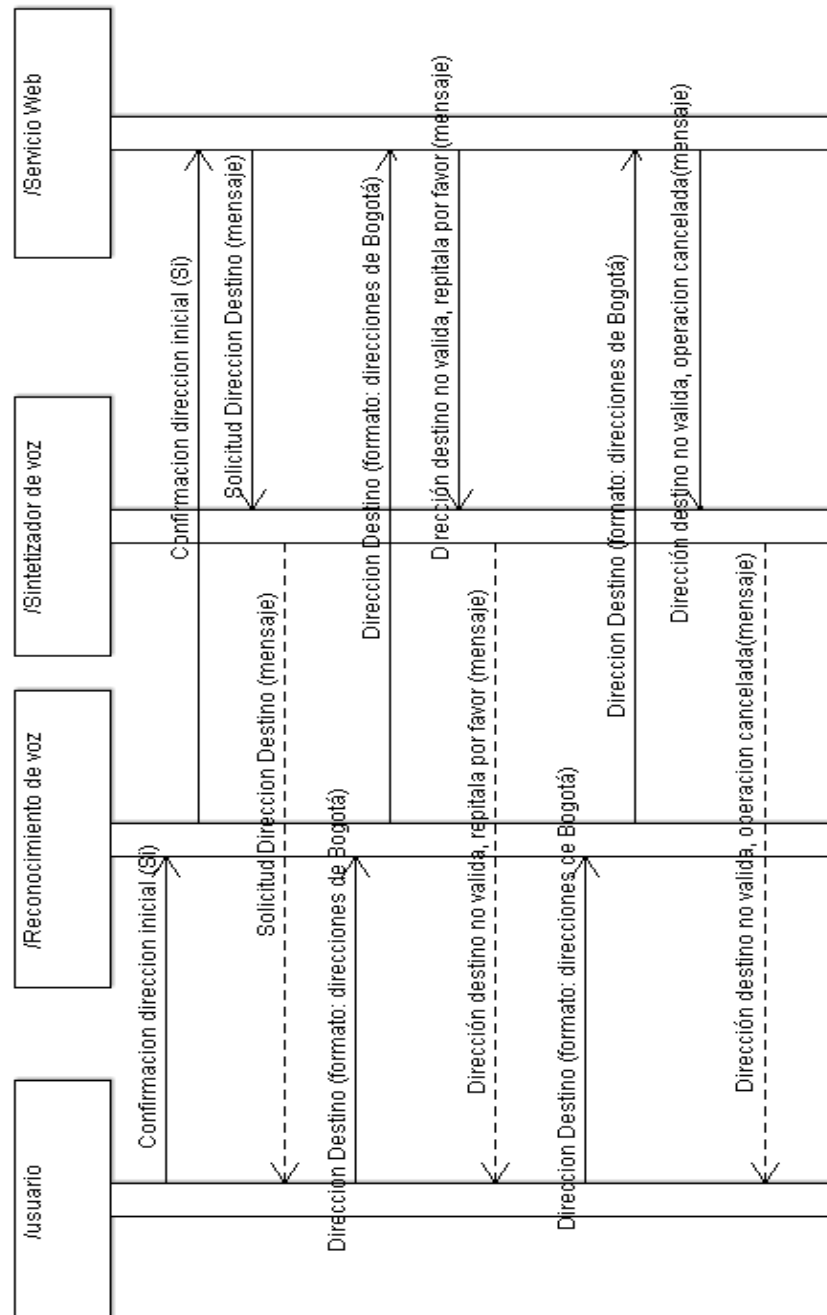 /usuario
/Reconocimiento de voz
/Sintetizador de voz
/Servicio Web
Confirmacion direccion inicial (Si)
Confirmacion direccion inicial (Si)
Solicitud Direccion Destino (mensaje)
Solicitud Direccion Destino (mensaje)
Direccion Destino (formato: direcciones de Bogotá)
Direccion Destino (formato: direcciones de Bogotá)
Dirección destino no valida, repitala por favor (mensaje)
Dirección destino no valida, repitala por favor (mensaje)
Direccion Destino (formato: direcciones de Bogotá)
Direccion Destino (formato: direcciones de Bogotá)
Dirección destino no valida, operacion cancelada(mensaje)
Dirección destino no valida, operacion cancelada(mensaje)